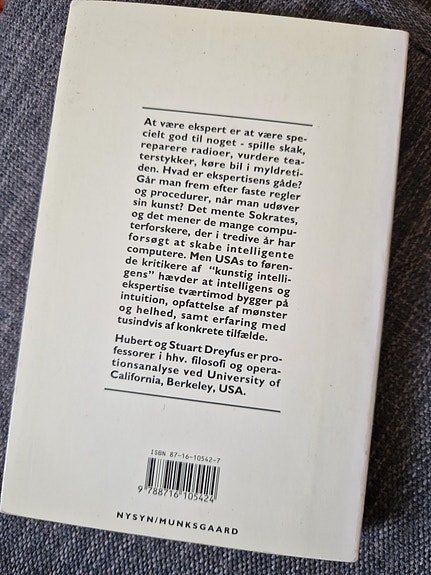 At være ekspert er at være spe-
cielt god til noget - spille skak,
reparere radioer, vurdere tea-
terstykker, køre bil i myldreti-
den. Hvad er ekspertisens gåde?
Går man frem efter faste regler
og procedurer, når man udøver
sin kunst? Det mente Sokrates,
og det mener de mange compu-
terforskere, der i tredive år har
forsøgt at skabe intelligente
computere. Men USAs to føren-
de kritikere af "kunstig intelli-
gens" hævder at intelligens og
ekspertise tværtimod bygger på
intuition, opfattelse af mønster
og helhed, samt erfaring med
tusindvis af konkrete tilfælde.
Hubert og Stuart Dreyfus er pro-
fessorer i hhv. filosofi og opera-
tionsanalyse ved University of
California, Berkeley, USA.
ISBN 87-16-10542-7
9 788716 105424
NYSYN/MUNKSGAARD